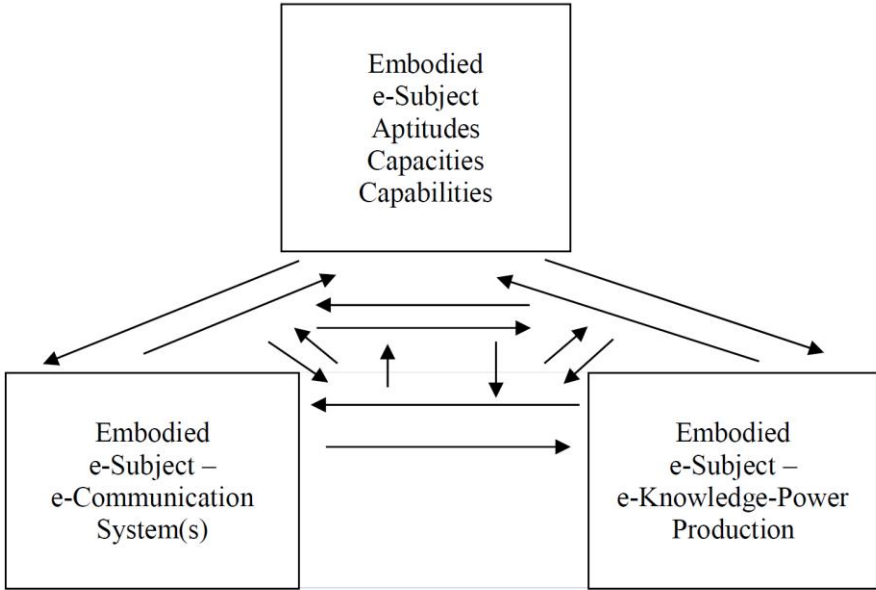 Embodied
e-Subject
Aptitudes
Capacities
Capabilities
Embodied
e-Subject –
e-Communication
System(s)
Embodied
e-Subject –
e-Knowledge-Power
Production